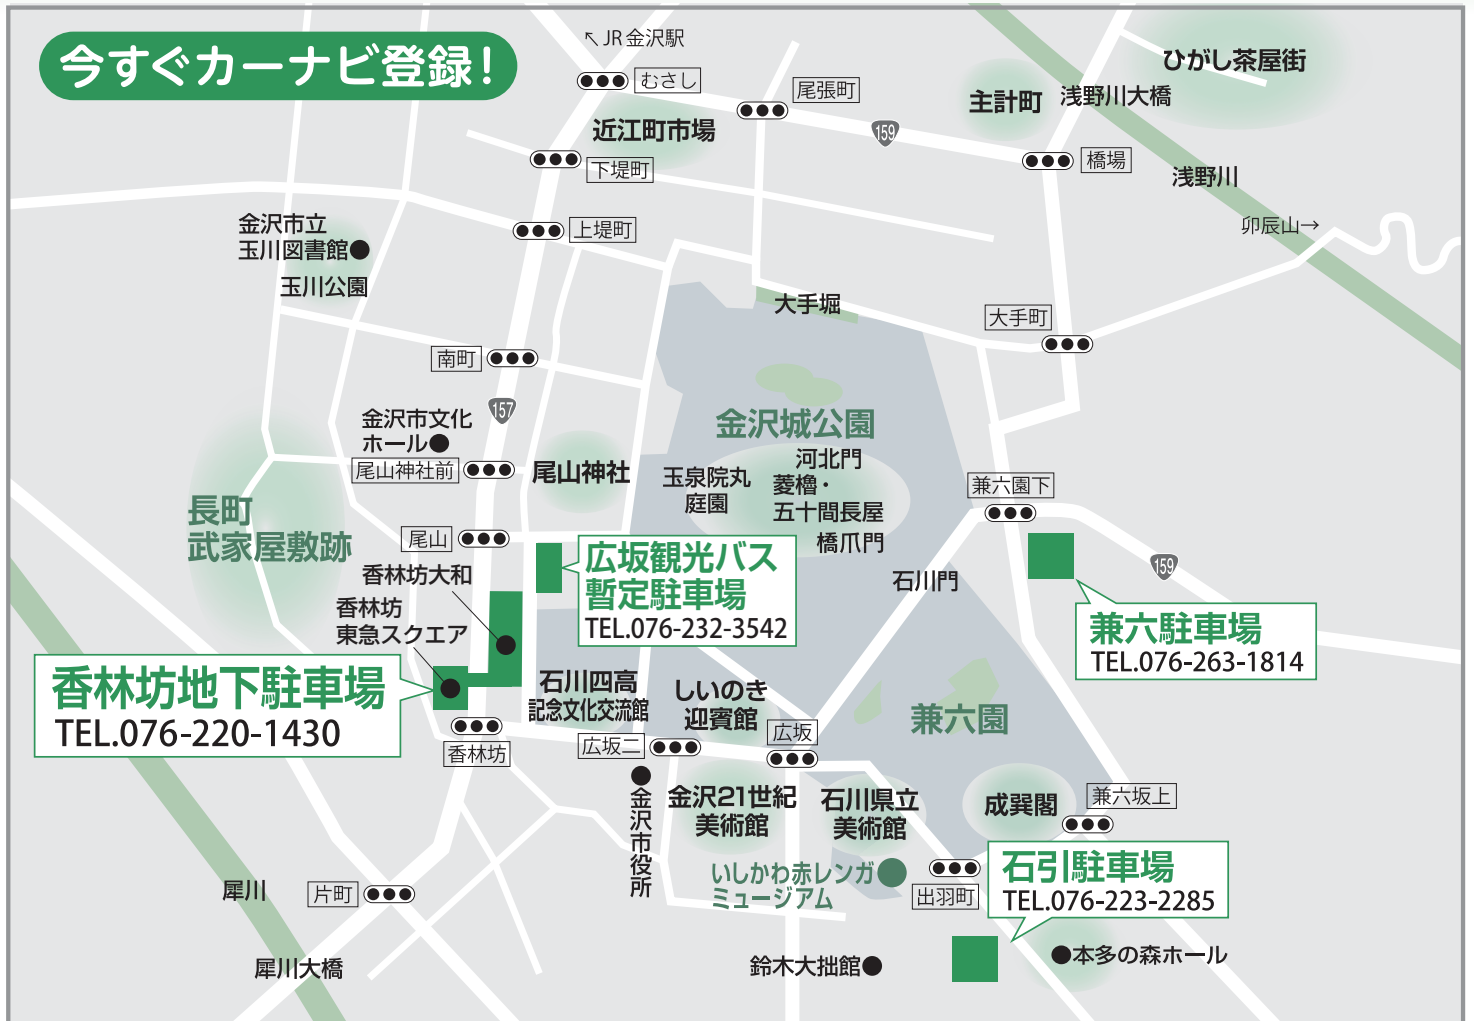 今すぐカーナビ登録！
↖JR金沢駅
むさし
尾張町
近江町市場
159
主計町
浅野川大橋
ひがし茶屋街
下堤町
橋場
浅野川
卯辰山→
金沢市立
玉川図書館
玉川公園
上堤町
大手堀
大手町
南町
157
金沢市文化
ホール
尾山神社前
尾山神社
金沢城公園
玉泉院丸
庭園
河北門
菱櫓・
五十間長屋
橋爪門
兼六園下
長町
武家屋敷跡
尾山
石川門
159
広坂観光バス
暫定駐車場
TEL.076-232-3542
香林坊大和
香林坊
東急スクエア
兼六駐車場
TEL.076-263-1814
香林坊地下駐車場
TEL.076-220-1430
石川四高
記念文化交流館
しいのき
迎賓館
兼六園
香林坊
広坂二
広坂
金沢市役所
金沢21世紀
美術館
石川県立
美術館
成巽閣
兼六坂上
いしかわ赤レンガ
ミュージアム
出羽町
石引駐車場
TEL.076-223-2285
犀川
片町
犀川大橋
鈴木大拙館
本多の森ホール